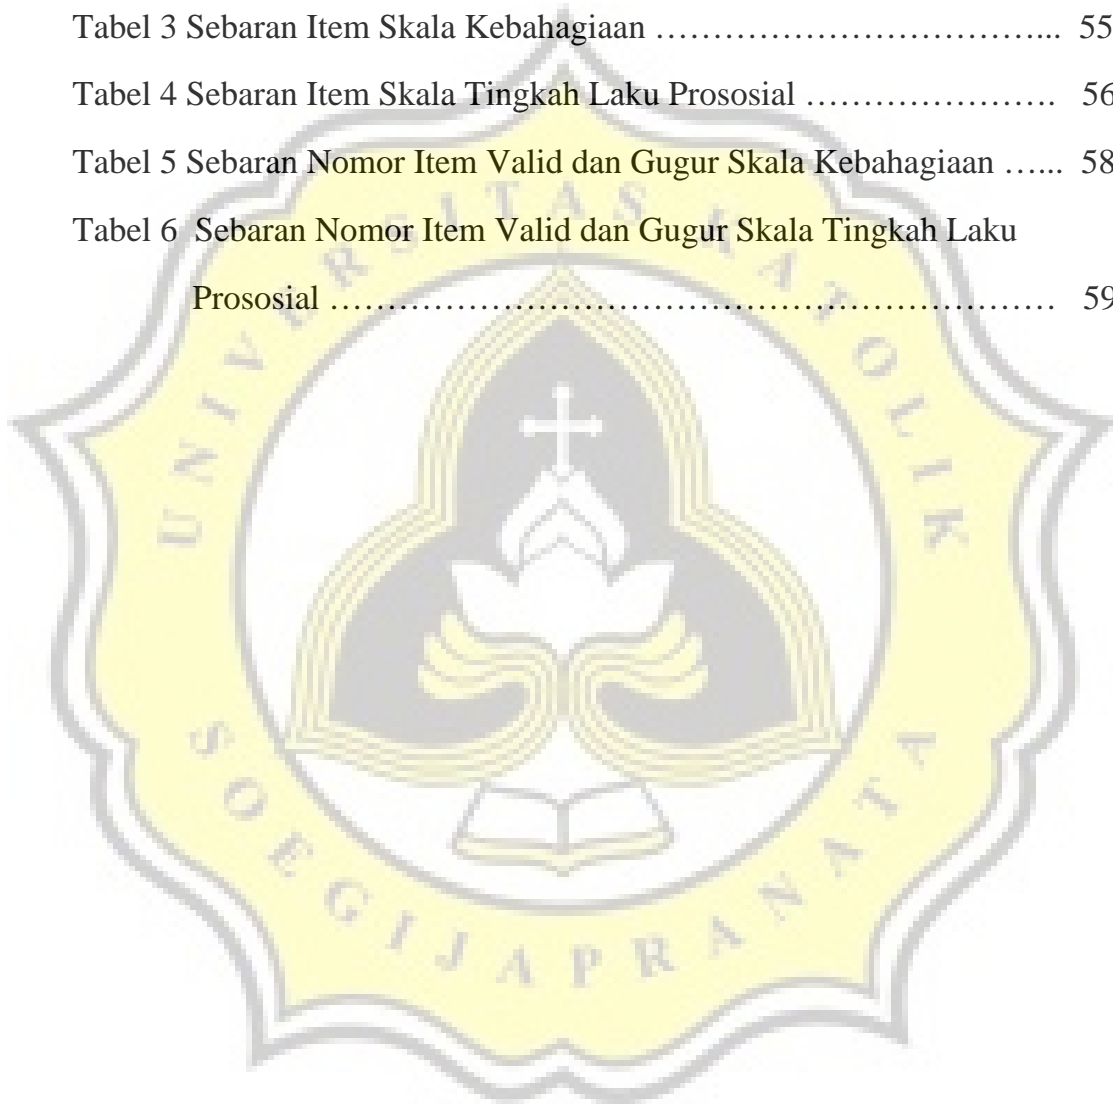 Tabel 3 Sebaran Item Skala Kebahagiaan ……………………………... 55
Tabel 4 Sebaran Item Skala Tingkah Laku Prososial …………………. 56
Tabel 5 Sebaran Nomor Item Valid dan Gugur Skala Kebahagiaan …... 58
Tabel 6 Sebaran Nomor Item Valid dan Gugur Skala Tingkah Laku
Prososial ……………………………………………………… 59
UNIVERSITAS KATOLIK
SOEGIJAPRANATA